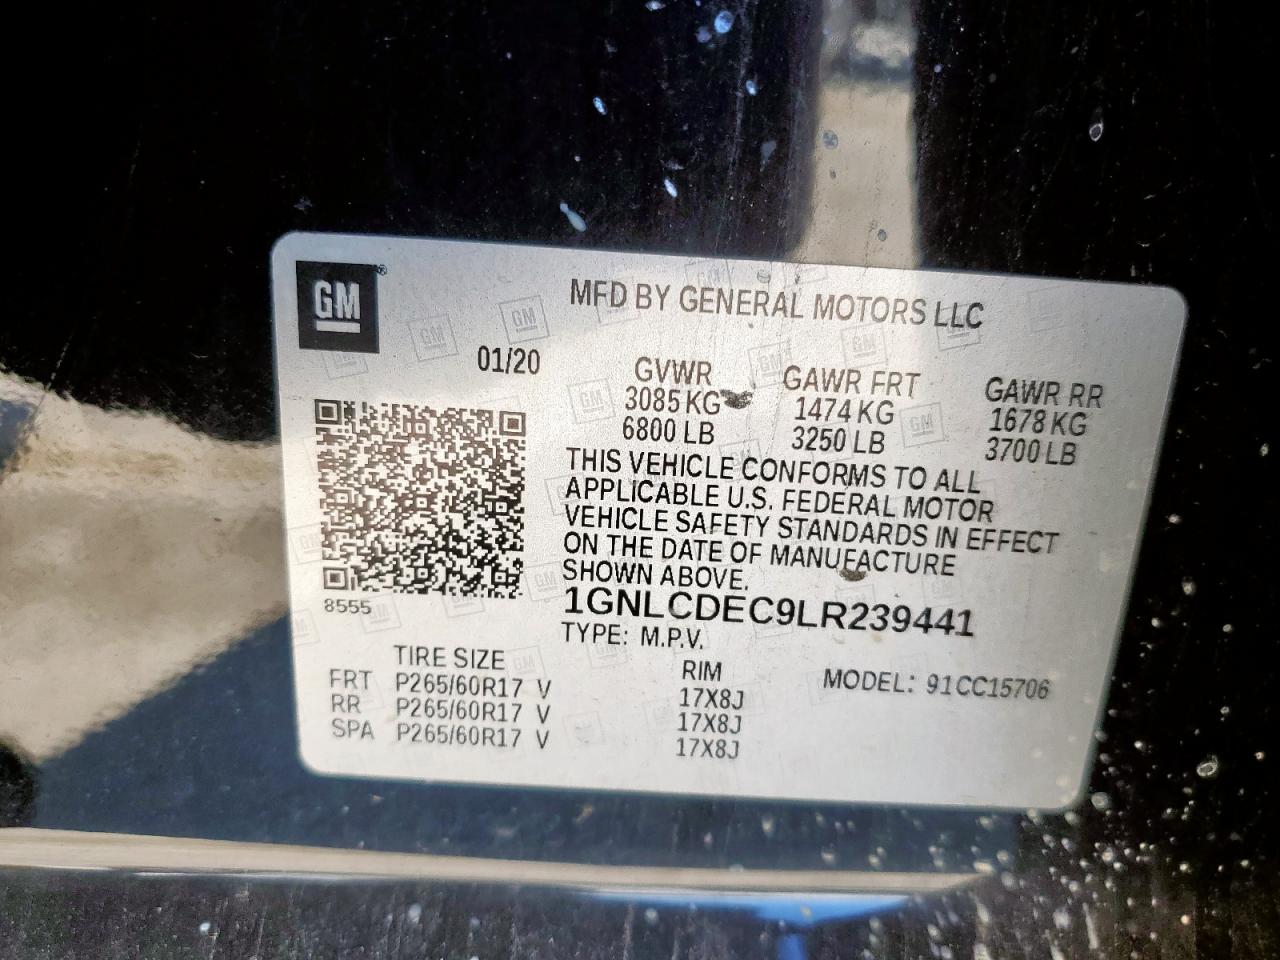 GM
MFD BY GENERAL MOTORS LLC
01/20
GVWR GAWR FRT GAWR RR
3085 KG 1474 KG 1678 KG
6800 LB 3250 LB 3700 LB
THIS VEHICLE CONFORMS TO ALL
APPLICABLE U.S. FEDERAL MOTOR
VEHICLE SAFETY STANDARDS IN EFFECT
ON THE DATE OF MANUFACTURE
SHOWN ABOVE.
8555
1GNLCDEC9LR239441
TYPE: M.P.V.
TIRE SIZE RIM MODEL: 91CC15706
FRT P265/60R17 V 17X8J
RR P265/60R17 V 17X8J
SPA P265/60R17 V 17X8J